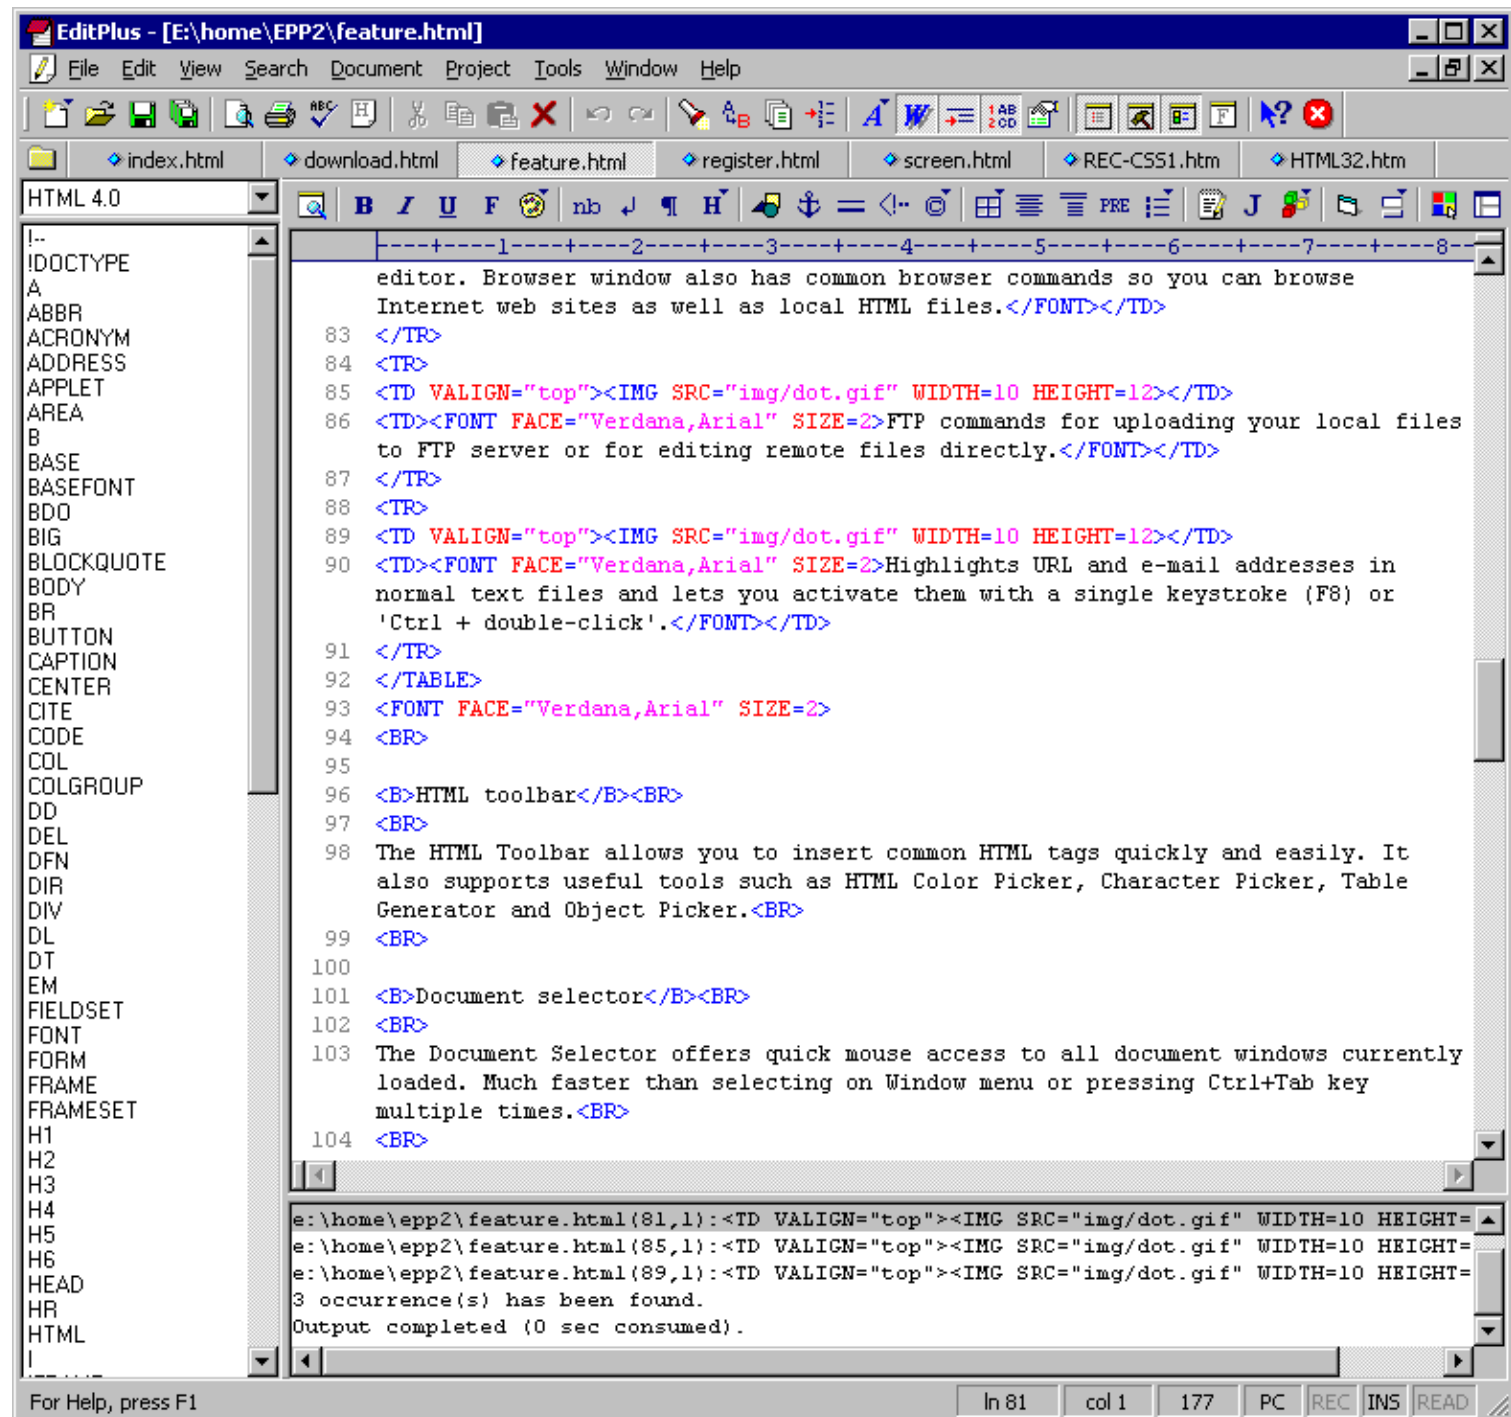 EditPlus - [E:\home\EPP2\feature.html]
File Edit View Search Document Project Tools Window Help
index.html download.html feature.html register.html screen.html REC-CSS1.htm HTML32.htm
HTML 4.0
B I U F nb ¶ H PRE J
!--
!DOCTYPE
A
ABBR
ACRONYM
ADDRESS
APPLET
AREA
B
BASE
BASEFONT
BDO
BIG
BLOCKQUOTE
BODY
BR
BUTTON
CAPTION
CENTER
CITE
CODE
COL
COLGROUP
DD
DEL
DFN
DIR
DIV
DL
DT
EM
FIELDSET
FONT
FORM
FRAME
FRAMESET
H1
H2
H3
H4
H5
H6
HEAD
HR
HTML
I
----+----1----+----2----+----3----+----4----+----5----+----6----+----7----+----8--
editor. Browser window also has common browser commands so you can browse
Internet web sites as well as local HTML files.</FONT></TD>
83 </TR>
84 <TR>
85 <TD VALIGN="top"><IMG SRC="img/dot.gif" WIDTH=10 HEIGHT=12></TD>
86 <TD><FONT FACE="Verdana,Arial" SIZE=2>FTP commands for uploading your local files
to FTP server or for editing remote files directly.</FONT></TD>
87 </TR>
88 <TR>
89 <TD VALIGN="top"><IMG SRC="img/dot.gif" WIDTH=10 HEIGHT=12></TD>
90 <TD><FONT FACE="Verdana,Arial" SIZE=2>Highlights URL and e-mail addresses in
normal text files and lets you activate them with a single keystroke (F8) or
'Ctrl + double-click'.</FONT></TD>
91 </TR>
92 </TABLE>
93 <FONT FACE="Verdana,Arial" SIZE=2>
94 <BR>
95
96 <B>HTML toolbar</B><BR>
97 <BR>
98 The HTML Toolbar allows you to insert common HTML tags quickly and easily. It
also supports useful tools such as HTML Color Picker, Character Picker, Table
Generator and Object Picker.<BR>
99 <BR>
100
101 <B>Document selector</B><BR>
102 <BR>
103 The Document Selector offers quick mouse access to all document windows currently
loaded. Much faster than selecting on Window menu or pressing Ctrl+Tab key
multiple times.<BR>
104 <BR>
e:\home\epp2\feature.html(81,1):<TD VALIGN="top"><IMG SRC="img/dot.gif" WIDTH=10 HEIGHT=
e:\home\epp2\feature.html(85,1):<TD VALIGN="top"><IMG SRC="img/dot.gif" WIDTH=10 HEIGHT=
e:\home\epp2\feature.html(89,1):<TD VALIGN="top"><IMG SRC="img/dot.gif" WIDTH=10 HEIGHT=
3 occurrence(s) has been found.
Output completed (0 sec consumed).
For Help, press F1 ln 81 col 1 177 PC REC INS READ